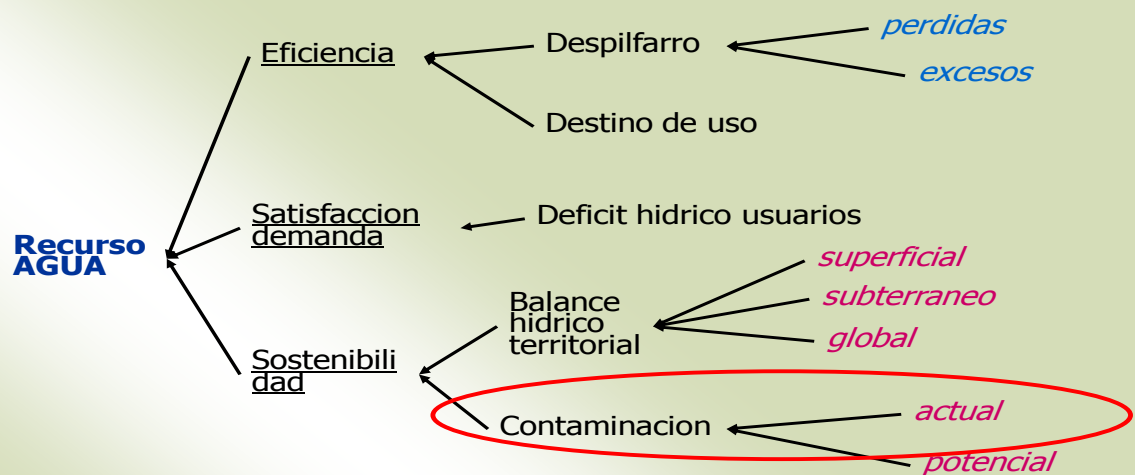 perdidas
Despilfarro
Eficiencia
excesos
Destino de uso
Satisfaccion
demanda
Deficit hidrico usuarios
Recurso
AGUA
superficial
Balance
hidrico
territorial
subterraneo
global
Sostenibili
dad
actual
Contaminacion
potencial